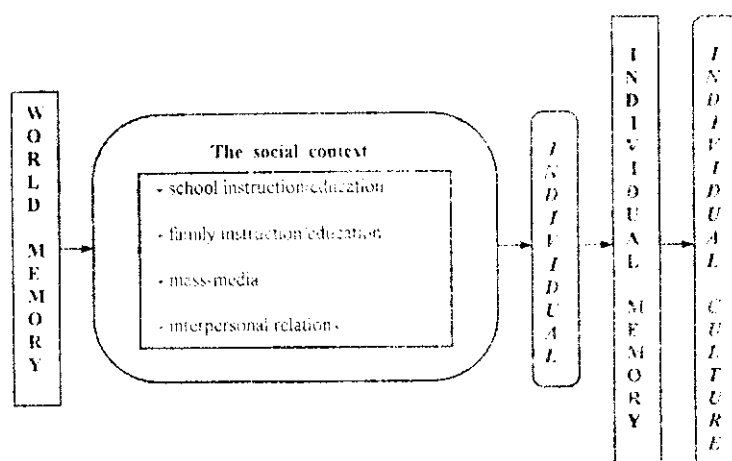 WORLD MEMORY
The social context
- school instruction/education
- family instruction/education
- mass-media
- interpersonal relations
INDIVIDUAL
INDIVIDUAL MEMORY
INDIVIDUAL CULTURE